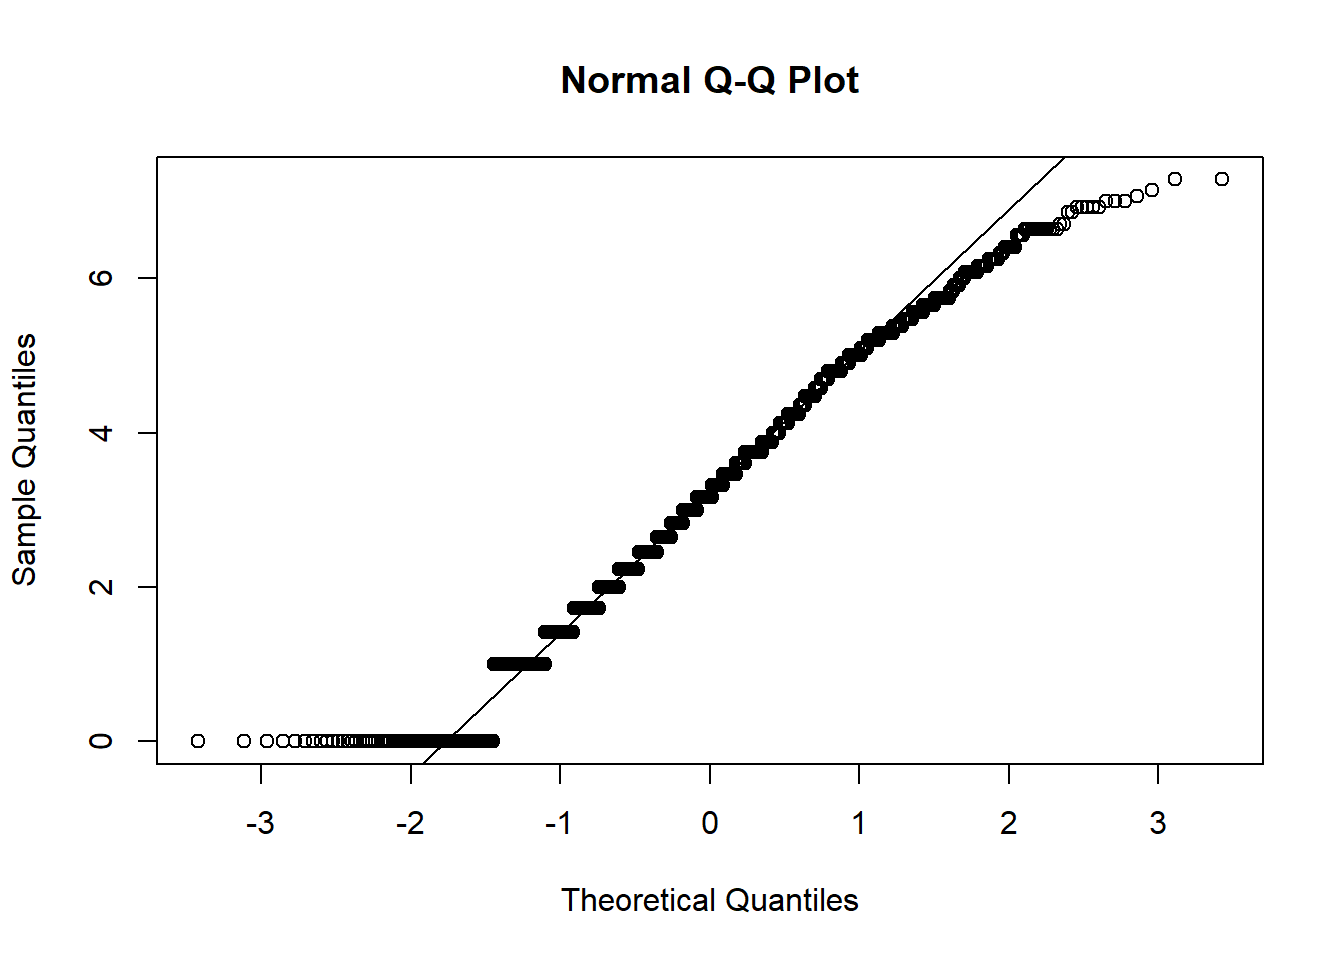 Normal Q-Q Plot
Sample Quantiles
6
4
2
0
-3 -2 -1 0 1 2 3
Theoretical Quantiles